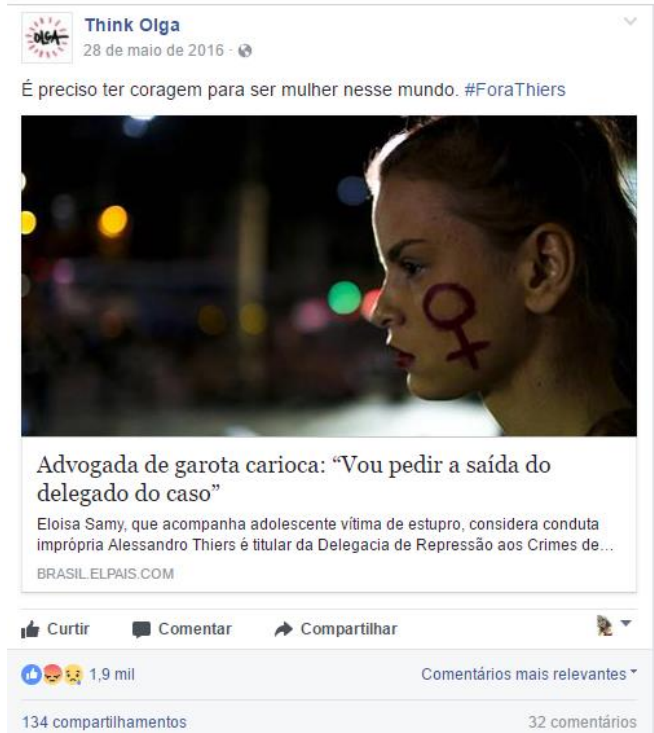 OLGA
Think Olga
28 de maio de 2016 ·
É preciso ter coragem para ser mulher nesse mundo. #ForaThiers
Advogada de garota carioca: “Vou pedir a saída do
delegado do caso”
Eloisa Samy, que acompanha adolescente vítima de estupro, considera conduta
imprópria Alessandro Thiers é titular da Delegacia de Repressão aos Crimes de...
BRASIL.ELPAIS.COM
Curtir Comentar Compartilhar
1,9 mil Comentários mais relevantes
134 compartilhamentos 32 comentários